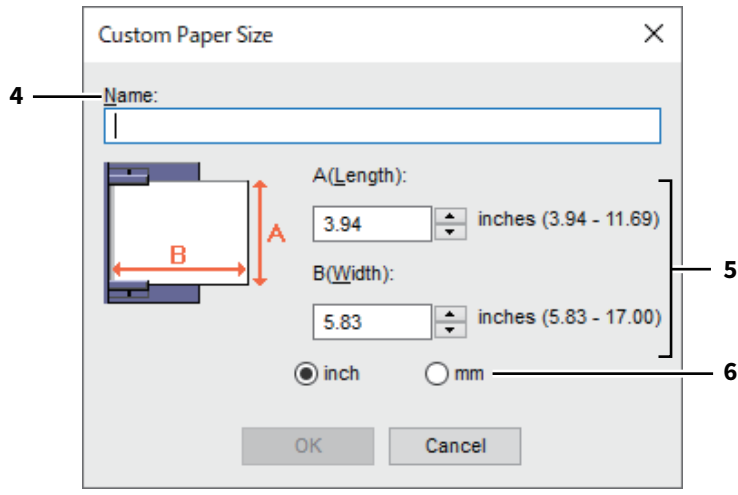 Custom Paper Size
4
Name:
A(Length):
3.94 inches (3.94 - 11.69)
A
B
5
B(Width):
5.83 inches (5.83 - 17.00)
inch mm 6
OK Cancel